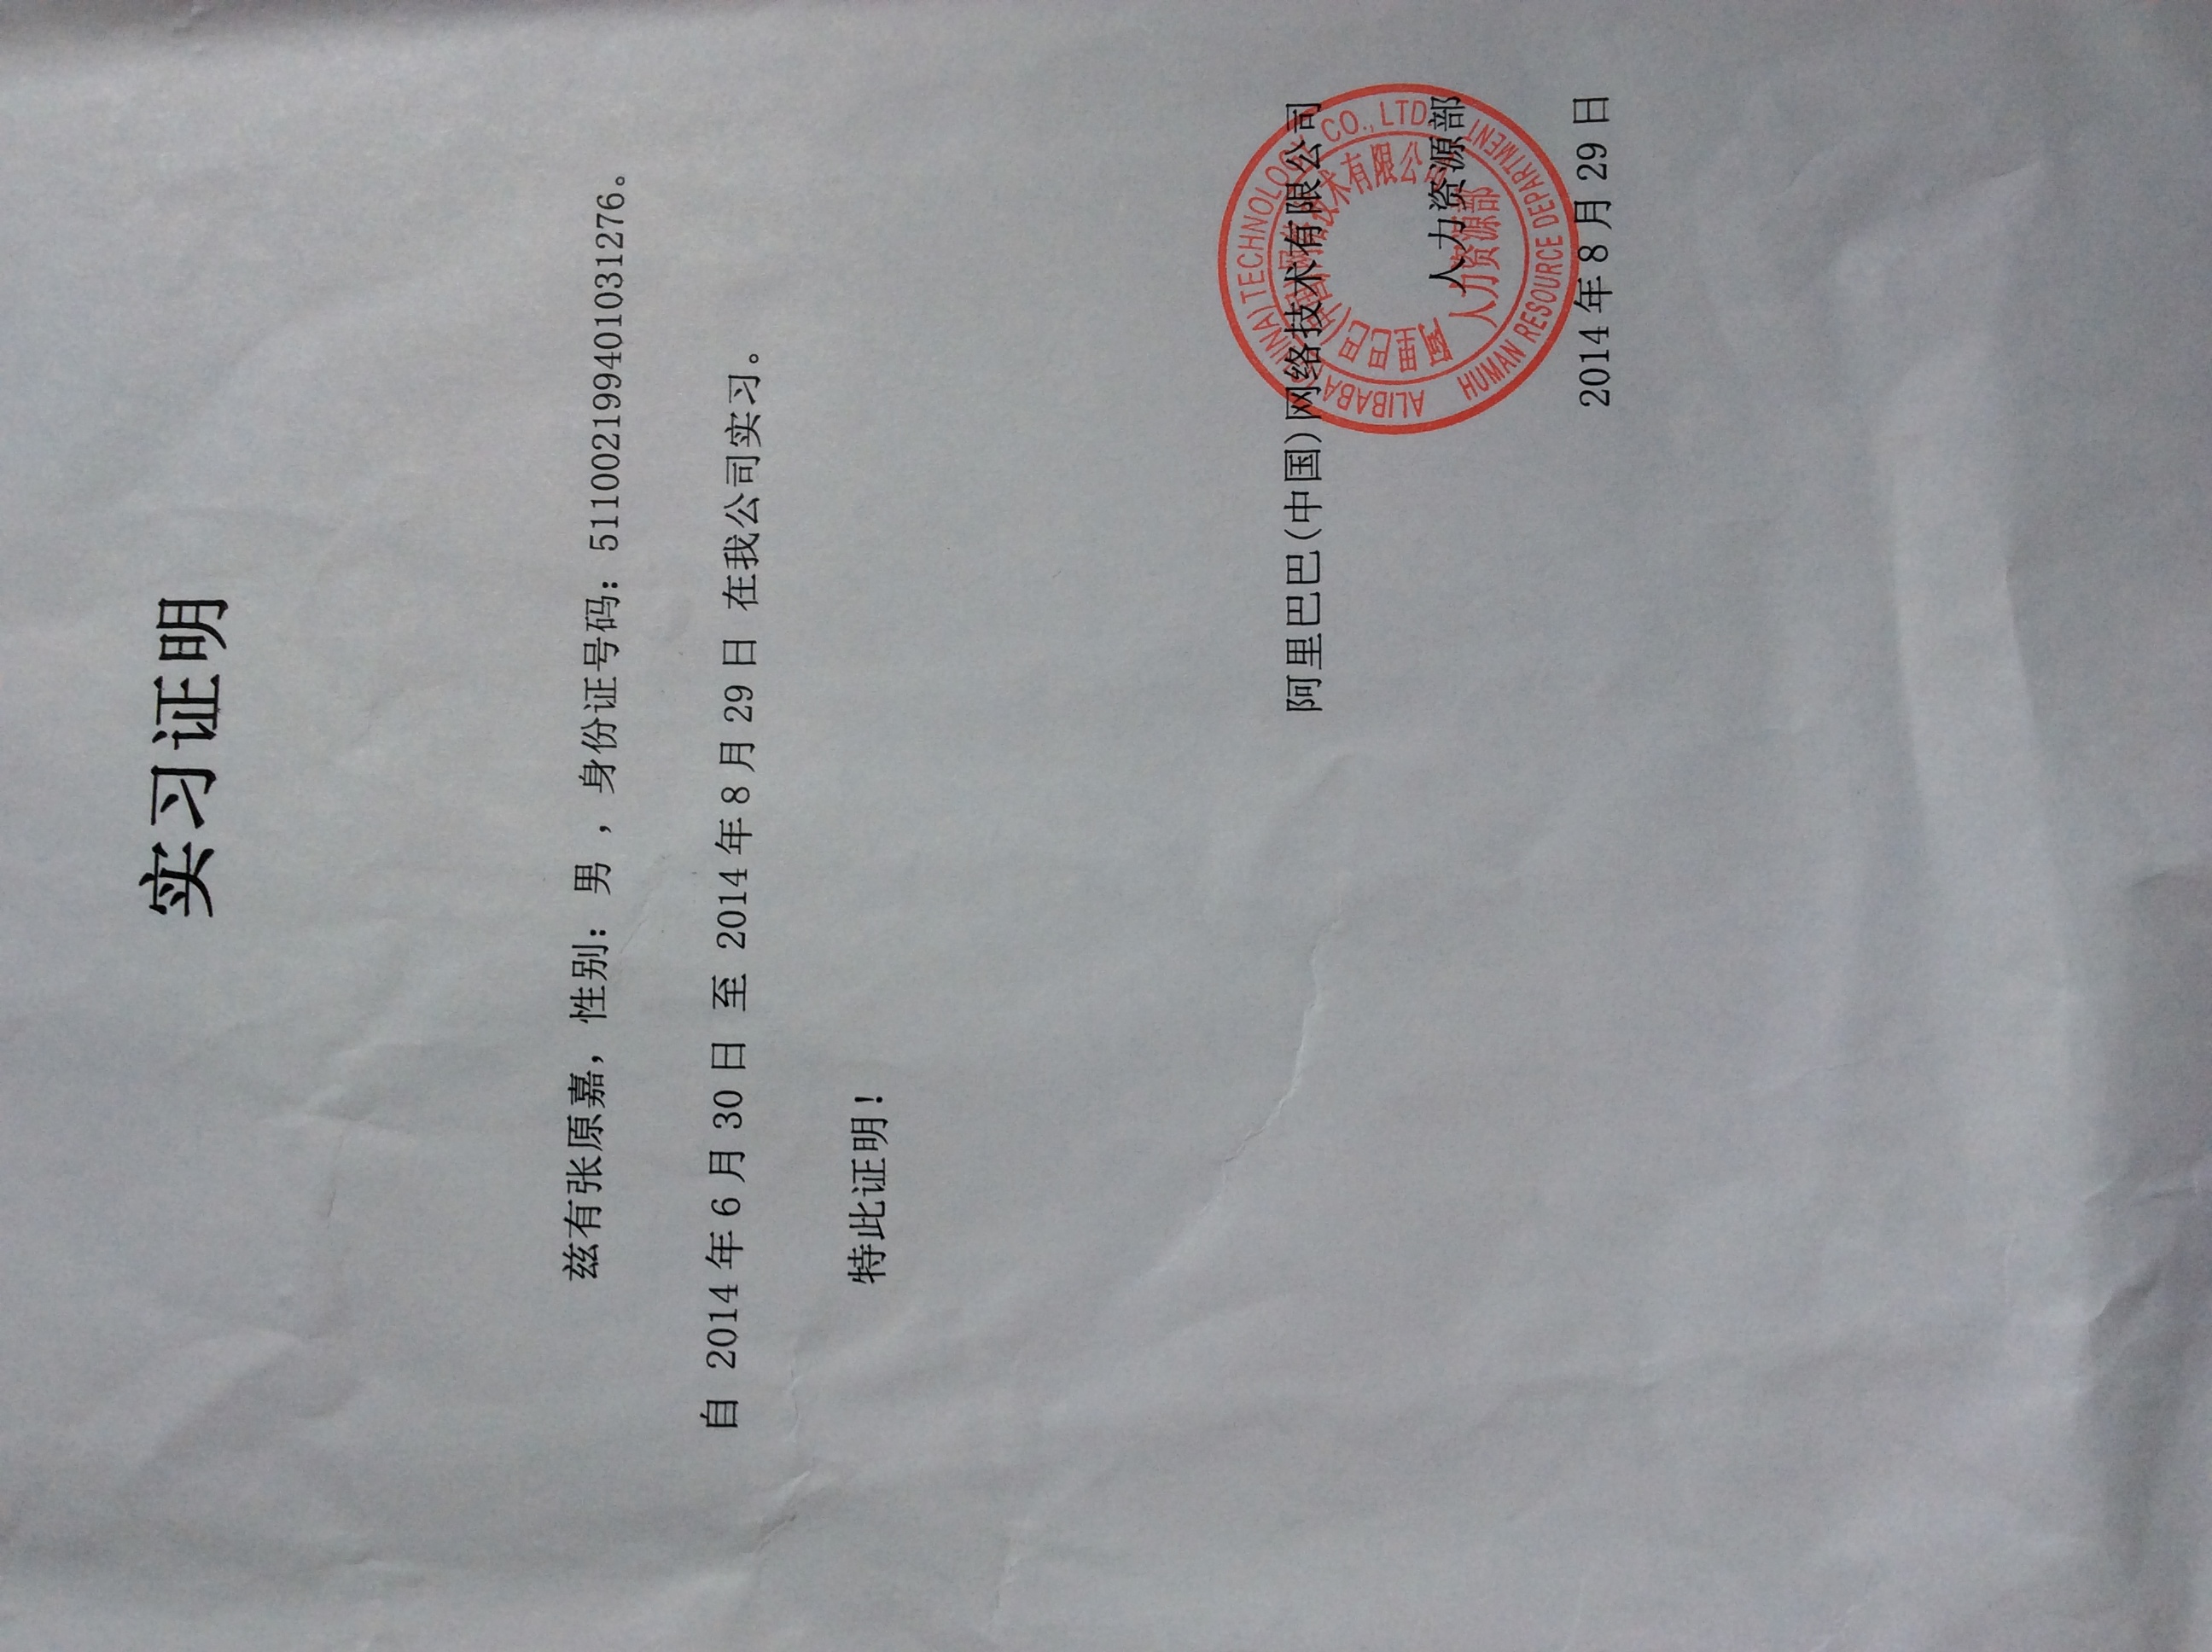 实习证明
兹有张原嘉，性别：男，身份证号码：511002199401031276。
自 2014 年 6 月 30 日 至 2014 年 8 月 29 日 在我公司实习。
特此证明！
阿里巴巴(中国)网络技术有限公司
人力资源部
2014 年 8 月 29 日
ALIBABA (CHINA) TECHNOLOGY CO., LTD.
HUMAN RESOURCE DEPARTMENT
阿里巴巴(中国)网络技术有限公司
人力资源部